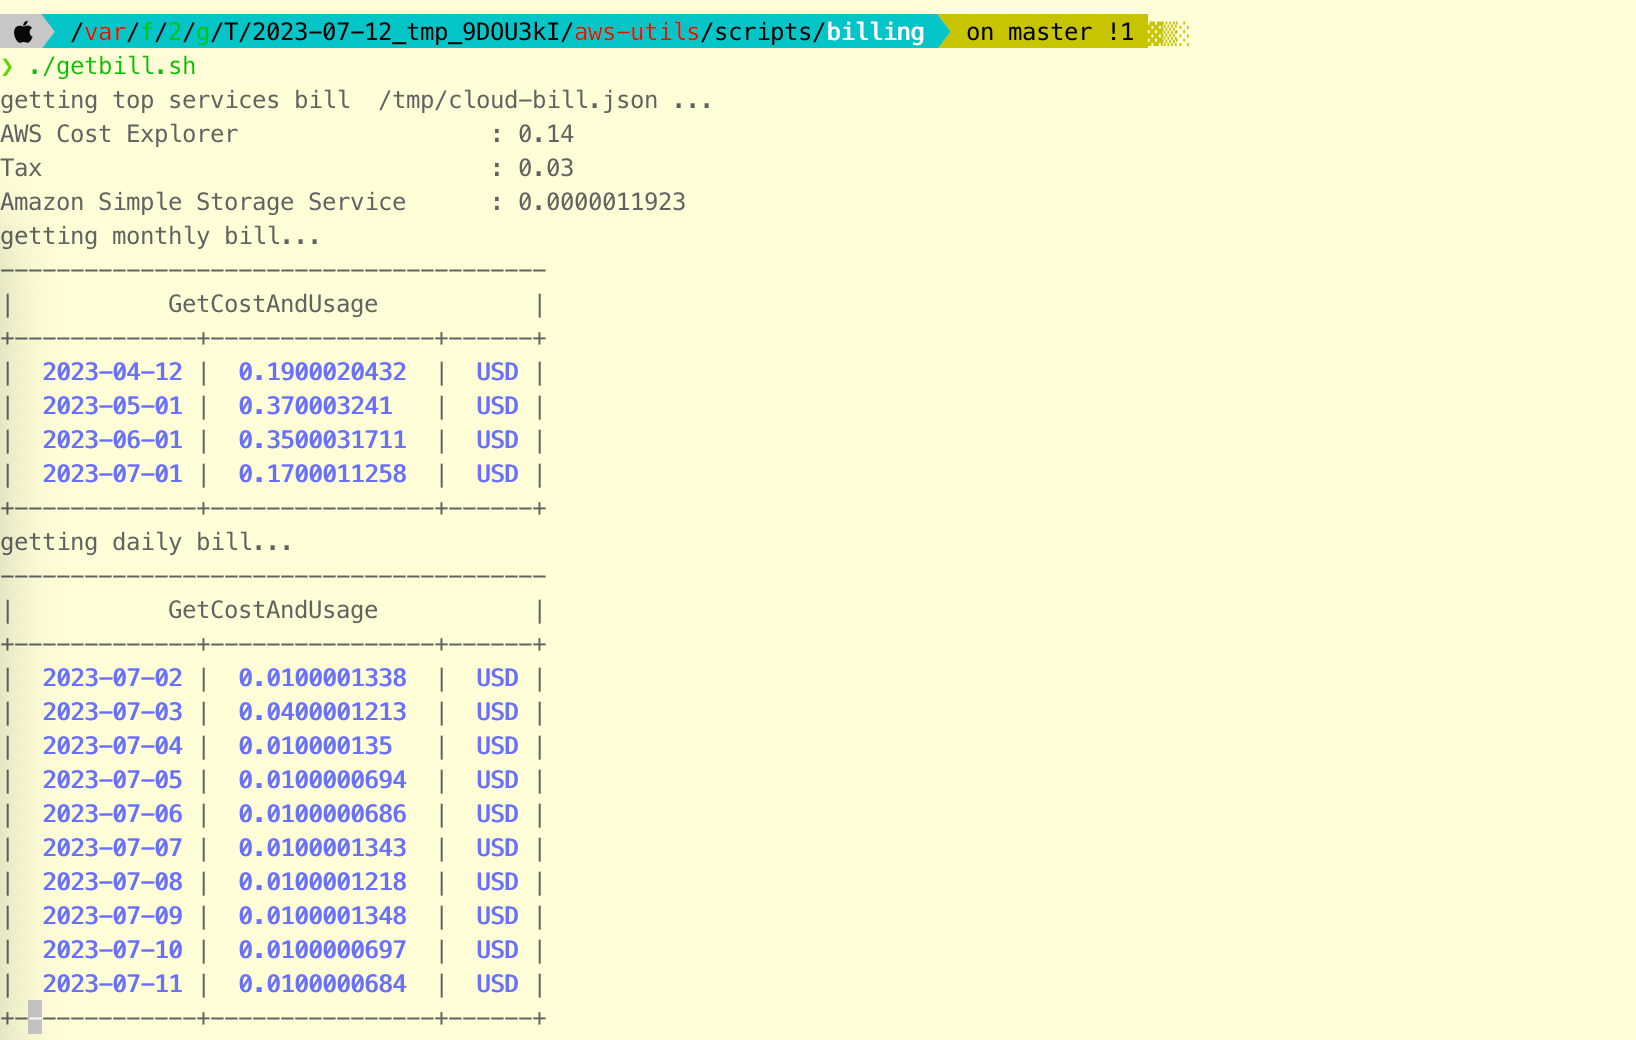 /var/f/2/g/T/2023-07-12_tmp_9DOU3kI/aws-utils/scripts/billing on master !1
❯ ./getbill.sh
getting top services bill  /tmp/cloud-bill.json ...
AWS Cost Explorer                  : 0.14
Tax                                : 0.03
Amazon Simple Storage Service      : 0.0000011923
getting monthly bill...
---------------------------------------
|           GetCostAndUsage           |
+-------------+----------------+------+
|  2023-04-12 |  0.1900020432  |  USD |
|  2023-05-01 |  0.370003241   |  USD |
|  2023-06-01 |  0.3500031711  |  USD |
|  2023-07-01 |  0.1700011258  |  USD |
+-------------+----------------+------+
getting daily bill...
---------------------------------------
|           GetCostAndUsage           |
+-------------+----------------+------+
|  2023-07-02 |  0.0100001338  |  USD |
|  2023-07-03 |  0.0400001213  |  USD |
|  2023-07-04 |  0.010000135   |  USD |
|  2023-07-05 |  0.0100000694  |  USD |
|  2023-07-06 |  0.0100000686  |  USD |
|  2023-07-07 |  0.0100001343  |  USD |
|  2023-07-08 |  0.0100001218  |  USD |
|  2023-07-09 |  0.0100001348  |  USD |
|  2023-07-10 |  0.0100000697  |  USD |
|  2023-07-11 |  0.0100000684  |  USD |
+-------------+----------------+------+